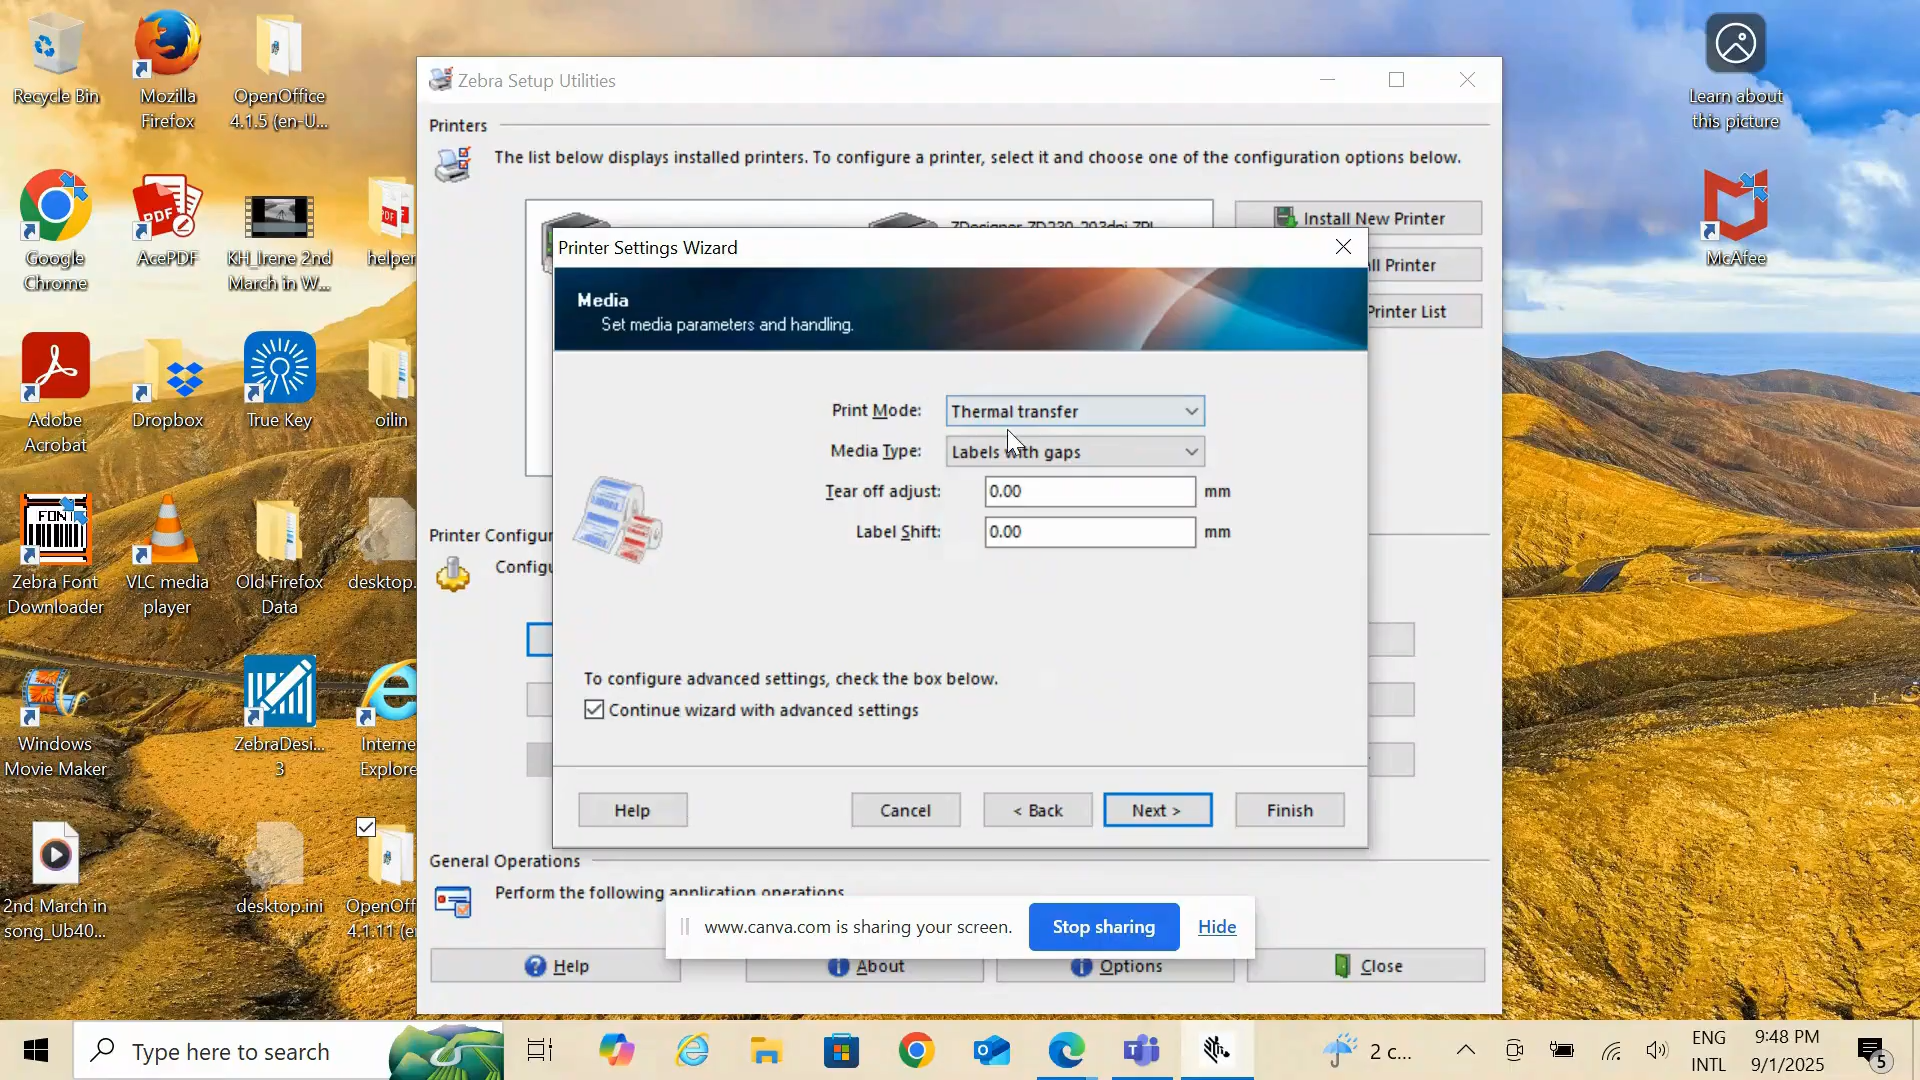 Recycle Bin
Mozilla
Firefox
OpenOffice
4.1.5 (en-U...
Google
Chrome
AcePDF
KH_Irene 2nd
March in W...
helper
Adobe
Acrobat
Dropbox
True Key
oilin
FONT
Zebra Font
Downloader
VLC media
player
Old Firefox
Data
desktop.
Windows
Movie Maker
ZebraDesi...
3
Interne
Explore
2nd March in
song_Ub40...
desktop.ini
OpenOff
4.1.11 (en
Learn about
this picture
McAfee
Zebra Setup Utilities
Printers
The list below displays installed printers. To configure a printer, select it and choose one of the configuration options below.
ZDesigner ZD230-203dpi ZPL
Install New Printer
ll Printer
Printer List
Printer Configur
Configu
Printer Settings Wizard
Media
Set media parameters and handling.
Print Mode: Thermal transfer
Media Type: Labels with gaps
Tear off adjust: 0.00 mm
Label Shift: 0.00 mm
To configure advanced settings, check the box below.
Continue wizard with advanced settings
Help
Cancel
< Back
Next >
Finish
General Operations
Perform the following application operations
www.canva.com is sharing your screen.
Stop sharing
Hide
Help
About
Options
Close
Type here to search
2 c...
ENG
INTL
9:48 PM
9/1/2025
5